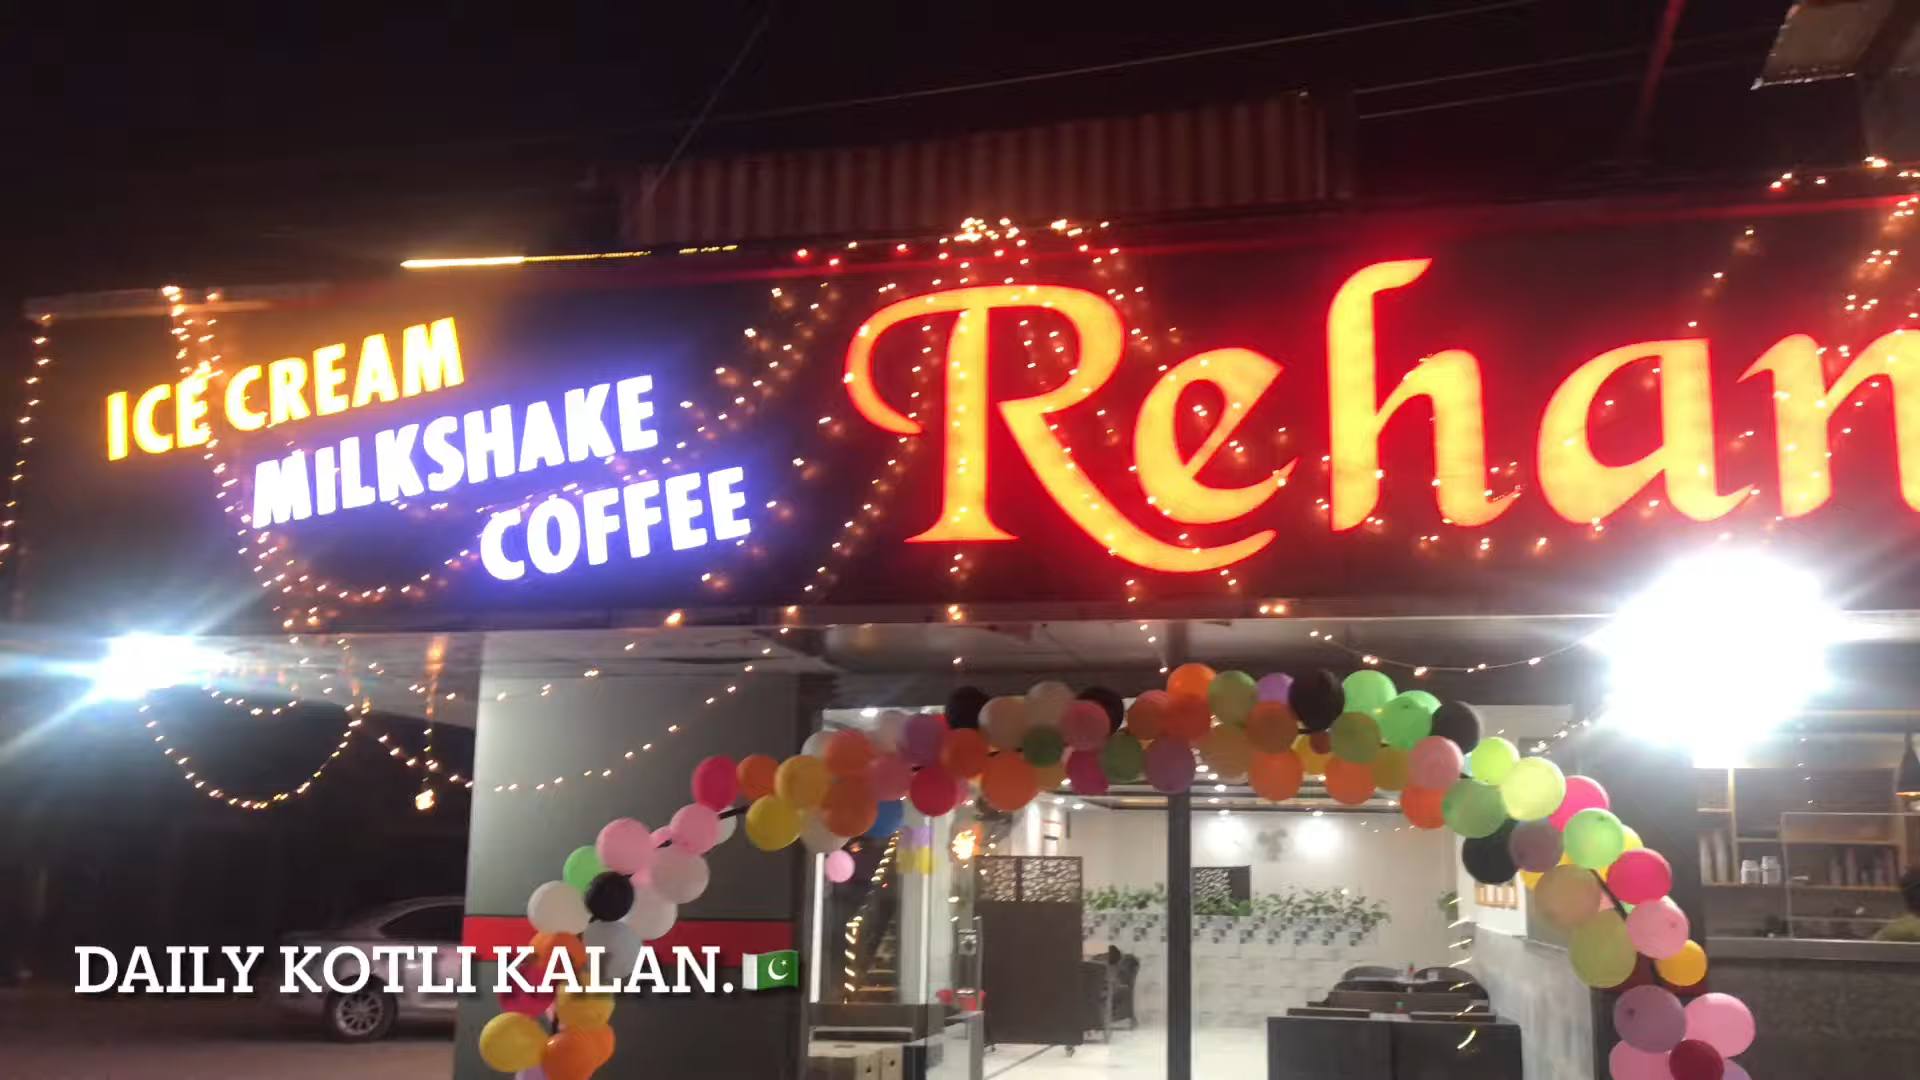 ICE CREAM
MILKSHAKE
COFFEE
Rehan
DAILY KOTLI KALAN.🇵🇰